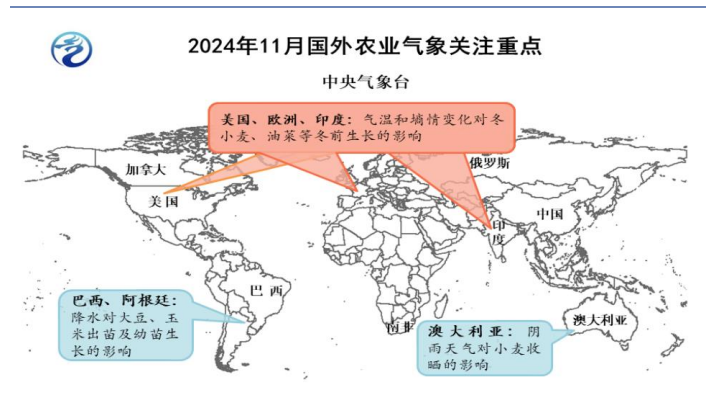 2024年11月国外农业气象关注重点
中央气象台
美国、欧洲、印度：气温和墒情变化对冬
小麦、油菜等冬前生长的影响
加拿大
俄罗斯
美国
中国
印
度
巴西
巴西、阿根廷：
降水对大豆、玉
米出苗及幼苗生
长的影响
澳大利亚
南非
澳大利亚：阴
雨天气对小麦收
晒的影响